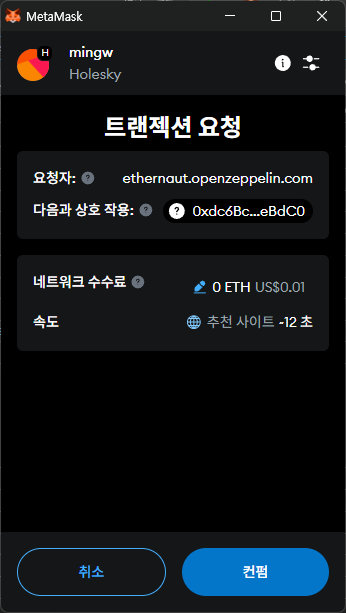 MetaMask
mingw
H
Holesky
트랜젝션 요청
요청자: ethernaut.openzeppelin.com
다음과 상호 작용: 0xdc6Bc...eBdC0
네트워크 수수료 0 ETH US$0.01
속도 추천 사이트 ~12 초
취소 컨펌